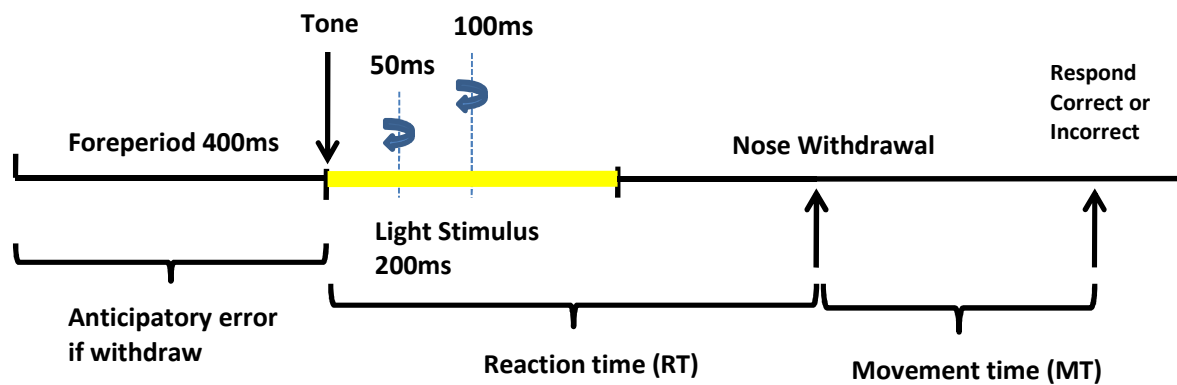 Tone
100ms
50ms
Respond
Correct or
Incorrect
Foreperiod 400ms
Nose Withdrawal
Light Stimulus
200ms
Anticipatory error
if withdraw
Reaction time (RT)
Movement time (MT)